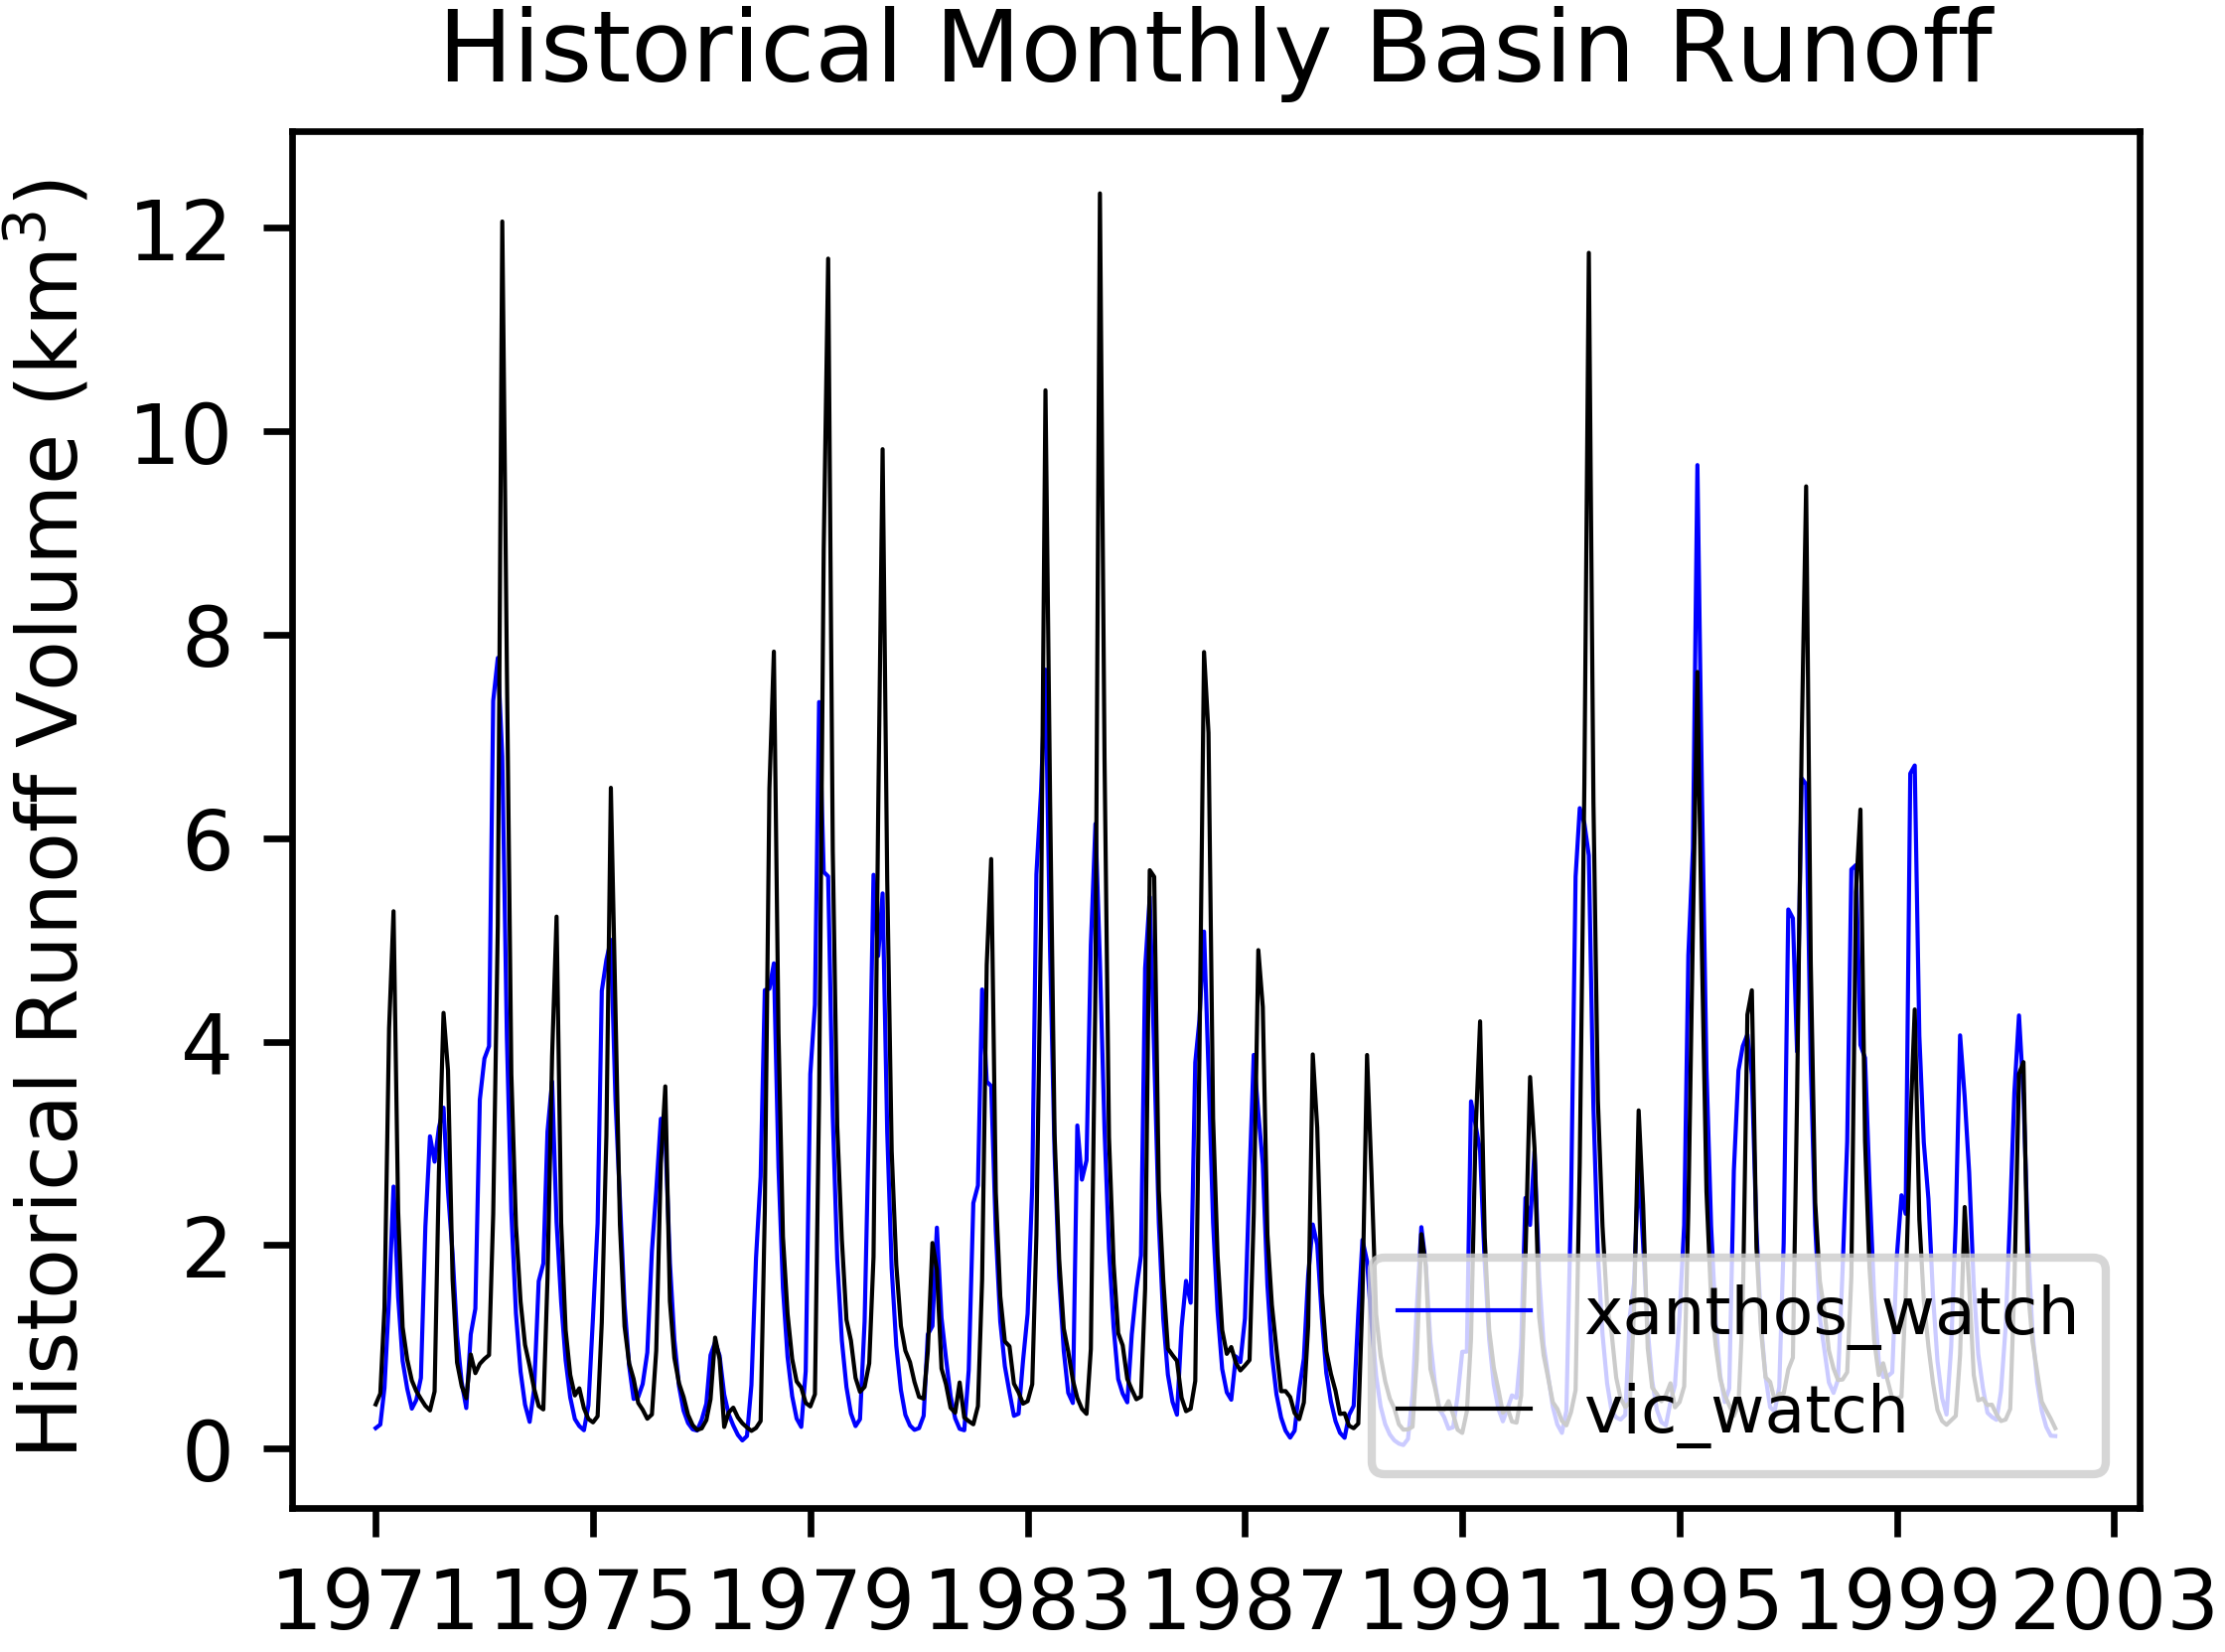 Historical Monthly Basin Runoff
Historical Runoff Volume (km³)
12
10
8
6
4
2
0
xanthos_watch
vic_watch
1971 1975 1979 1983 1987 1991 1995 1999 2003